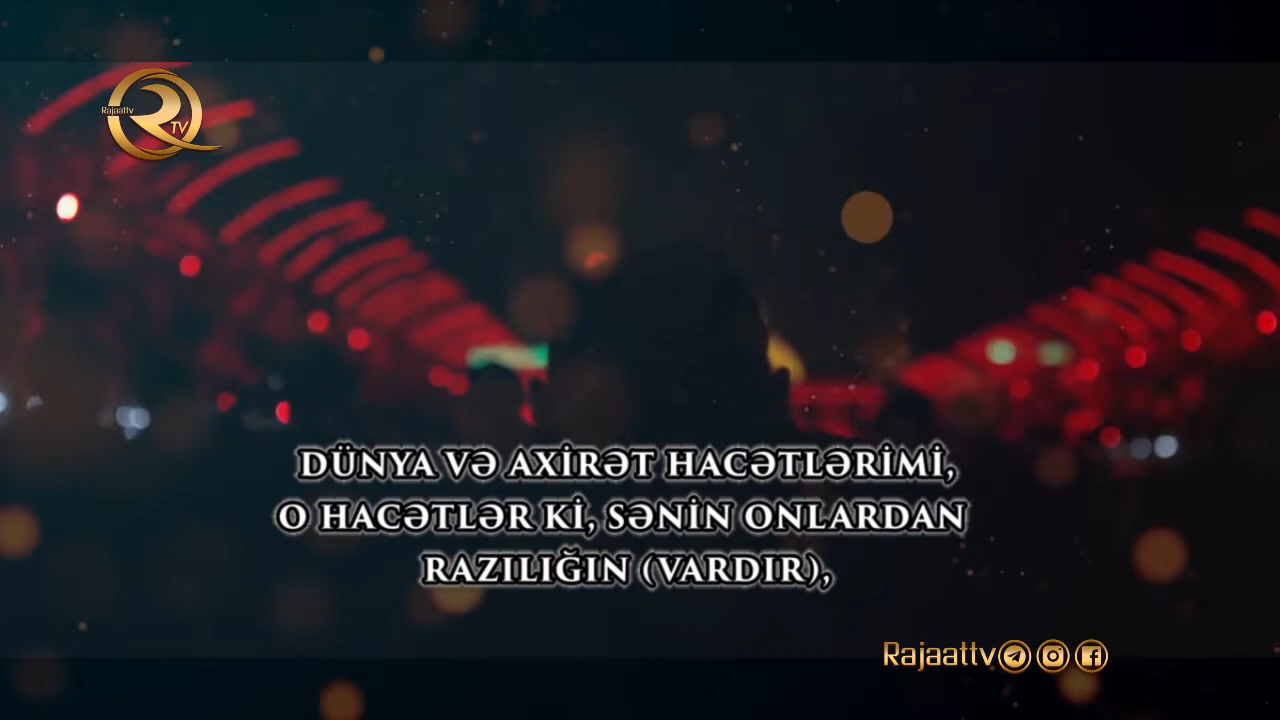 Rajaattv
TV
DÜNYA VƏ AXİRƏT HACƏTLƏRİMİ,
O HACƏTLƏR Kİ, SƏNİN ONLARDAN
RAZILIĞIN (VARDIR),
Rajaattv